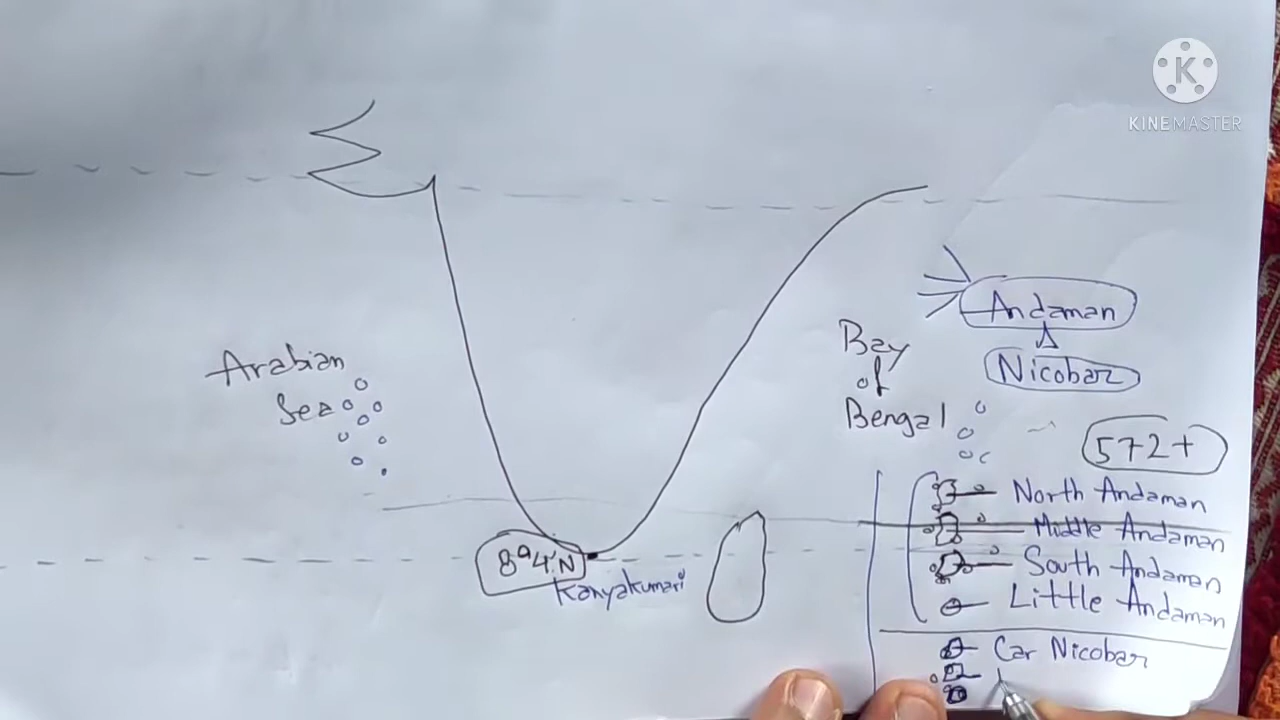 KINEMASTER
Andaman
&
Nicobar
Arabian
Sea
Bay
of
Bengal
572+
North Andaman
Middle Andaman
South Andaman
Little Andaman
8°4'N
Kanyakumari
Car Nicobar